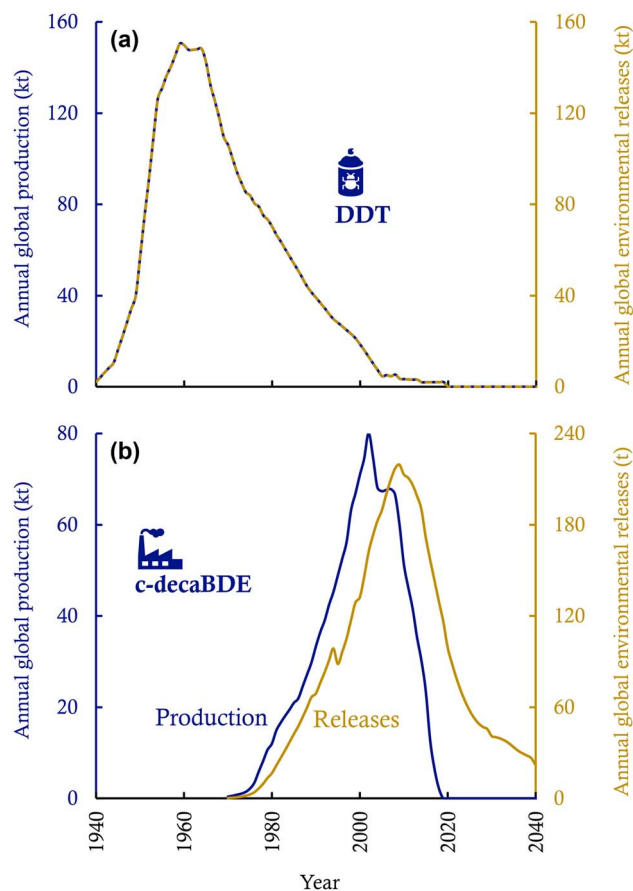 (a)
Annual global production (kt)
160
120
80
40
0
DDT
160
120
80
40
0
Annual global environmental releases (kt)
(b)
Annual global production (kt)
80
60
40
20
0
c-decaBDE
Production
Releases
240
180
120
60
0
Annual global environmental releases (t)
1940
1960
1980
2000
2020
2040
Year